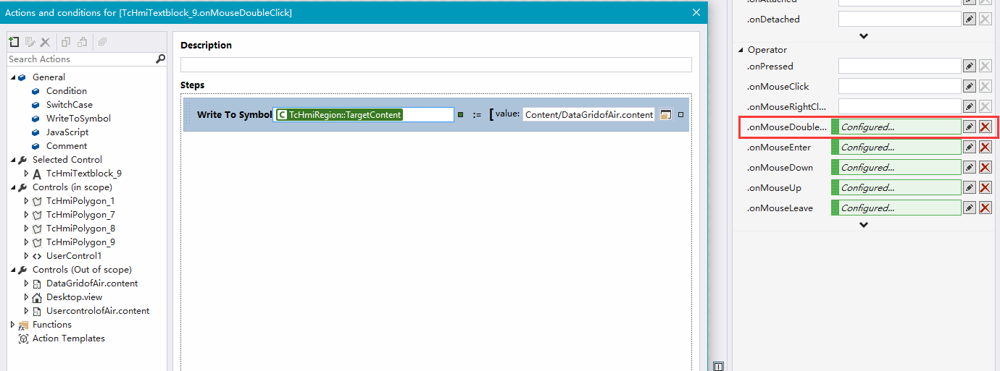 Actions and conditions for [TcHmiTextblock_9.onMouseDoubleClick]
Search Actions
General
Condition
SwitchCase
WriteToSymbol
JavaScript
Comment
Selected Control
TcHmiTextblock_9
Controls (in scope)
TcHmiPolygon_1
TcHmiPolygon_7
TcHmiPolygon_8
TcHmiPolygon_9
UserControl1
Controls (Out of scope)
DataGridofAir.content
Desktop.view
UsercontrolofAir.content
Functions
Action Templates
Description
Steps
Write To Symbol C TcHmiRegion::TargetContent := [ value: Content/DataGridofAir.content
.onAttached
.onDetached
Operator
.onPressed
.onMouseClick
.onMouseRightCl...
.onMouseDouble... Configured...
.onMouseEnter Configured...
.onMouseDown Configured...
.onMouseUp Configured...
.onMouseLeave Configured...